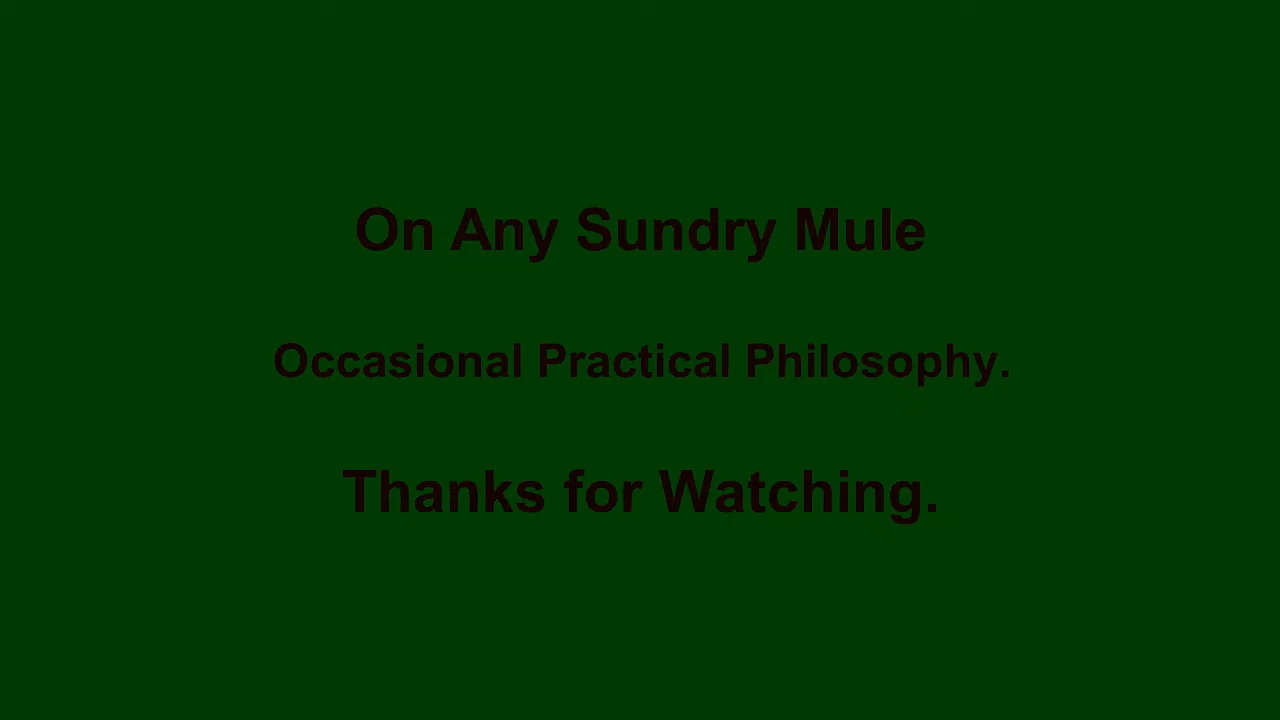 On Any Sundry Mule
Occasional Practical Philosophy.
Thanks for Watching.